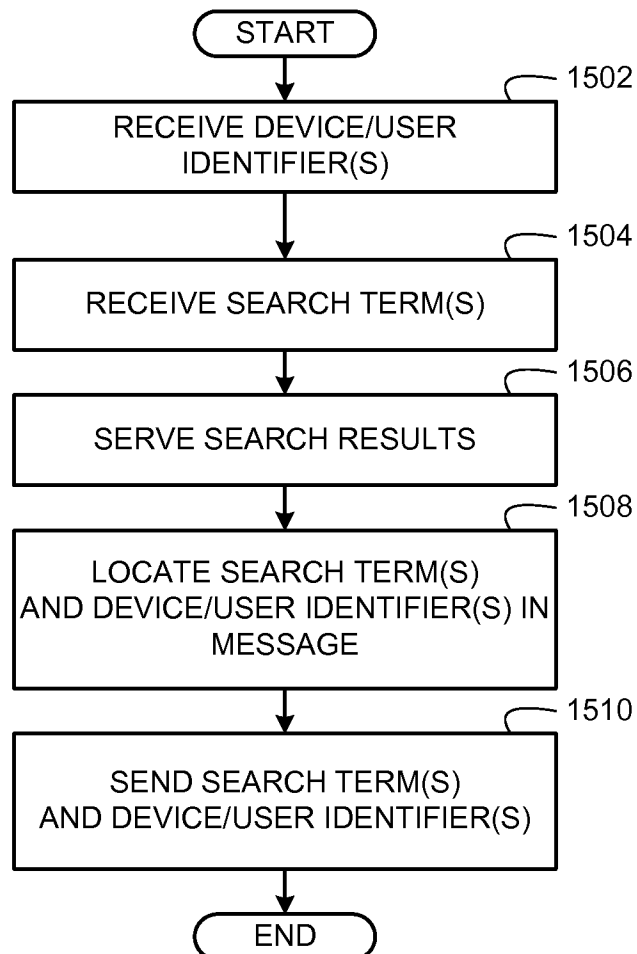 START
1502
RECEIVE DEVICE/USER
IDENTIFIER(S)
1504
RECEIVE SEARCH TERM(S)
1506
SERVE SEARCH RESULTS
1508
LOCATE SEARCH TERM(S)
AND DEVICE/USER IDENTIFIER(S) IN
MESSAGE
1510
SEND SEARCH TERM(S)
AND DEVICE/USER IDENTIFIER(S)
END